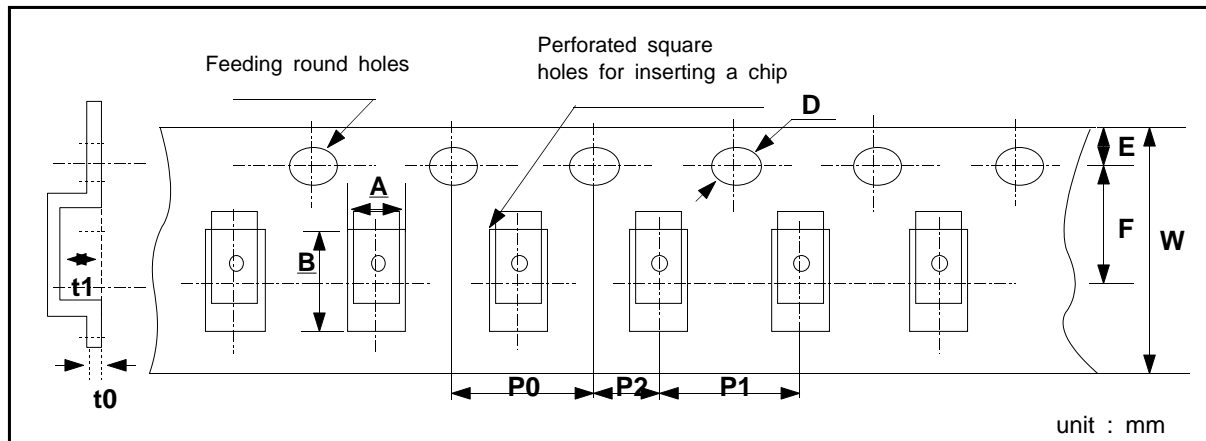 Feeding round holes
Perforated square
holes for inserting a chip
D
E
A
F
W
B
t1
P0
P2
P1
t0
unit : mm